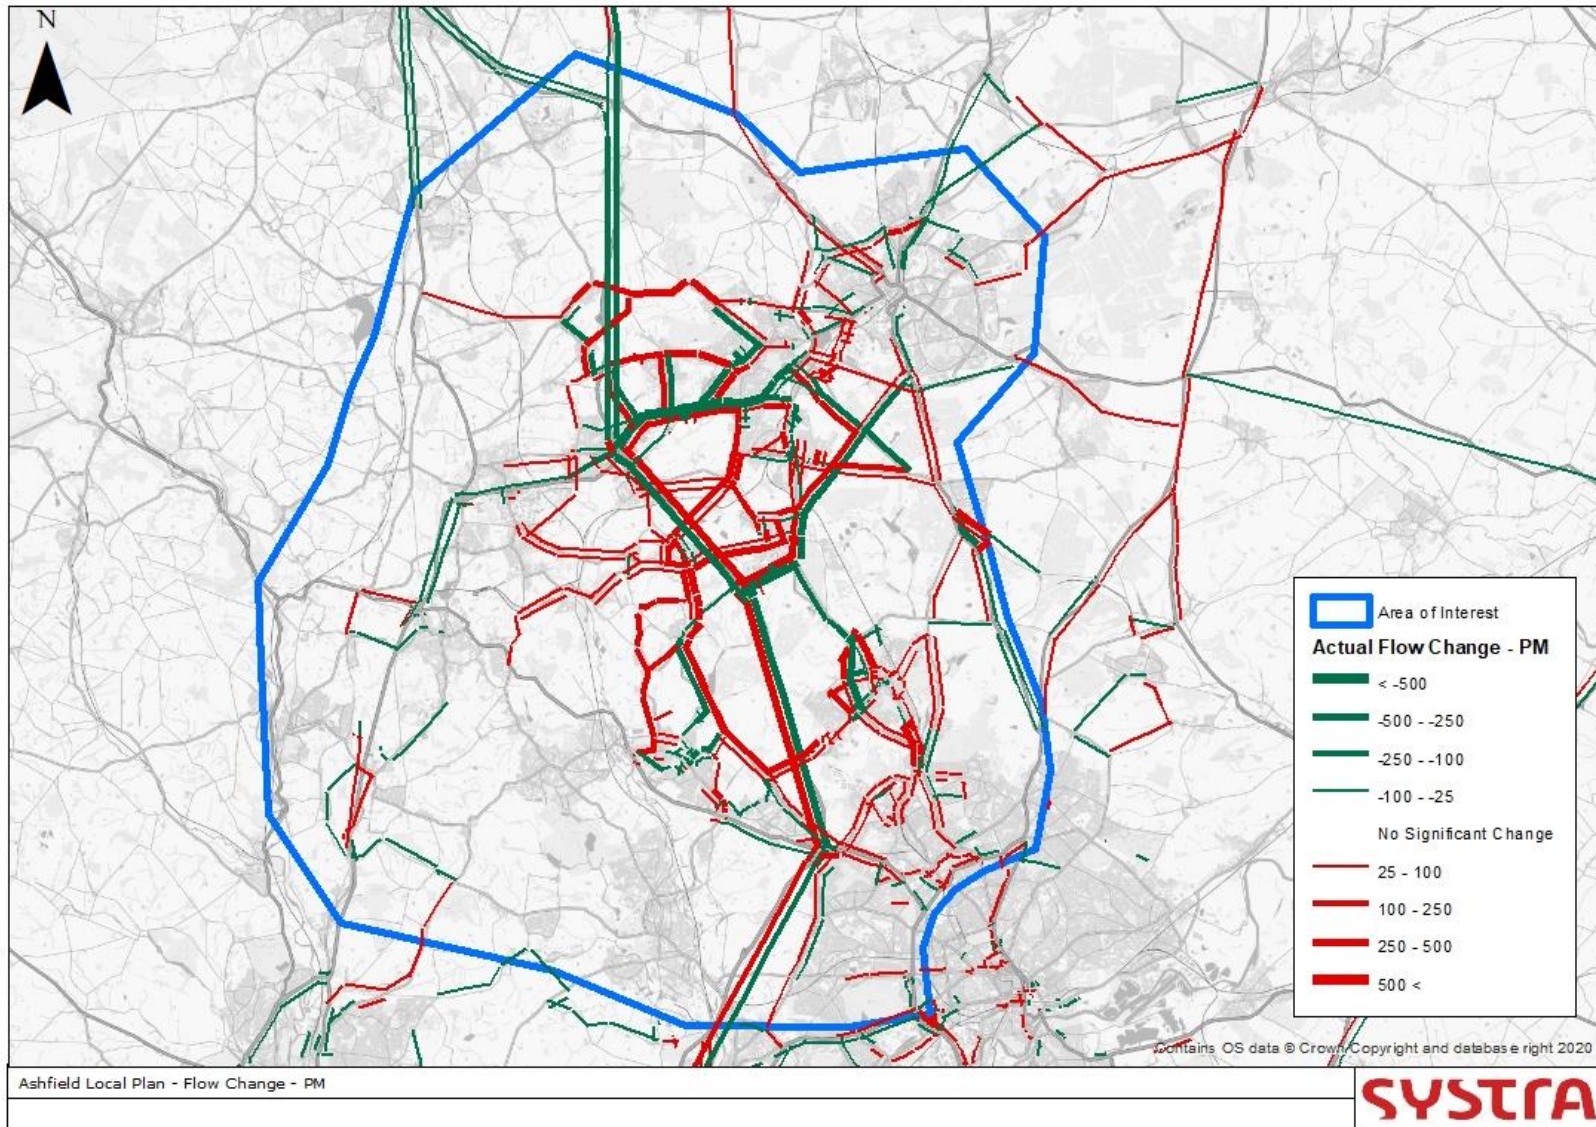 N
Area of Interest
Actual Flow Change - PM
< -500
-500 - -250
-250 - -100
-100 - -25
No Significant Change
25 - 100
100 - 250
250 - 500
500 <
Contains OS data © Crown Copyright and database right 2020
Ashfield Local Plan - Flow Change - PM
SYSTRA